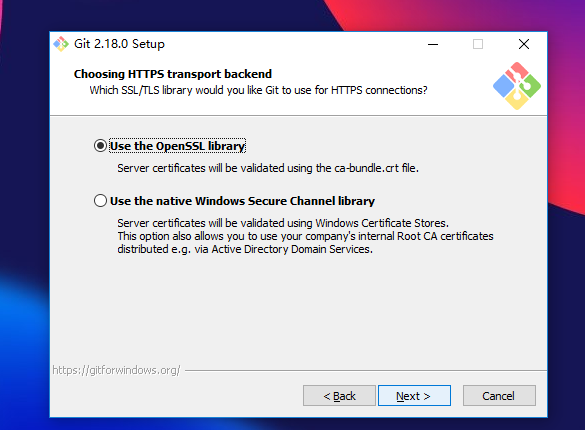 Git 2.18.0 Setup
Choosing HTTPS transport backend
Which SSL/TLS library would you like Git to use for HTTPS connections?
Use the OpenSSL library
Server certificates will be validated using the ca-bundle.crt file.
Use the native Windows Secure Channel library
Server certificates will be validated using Windows Certificate Stores.
This option also allows you to use your company's internal Root CA certificates
distributed e.g. via Active Directory Domain Services.
https://gitforwindows.org/
< Back Next > Cancel